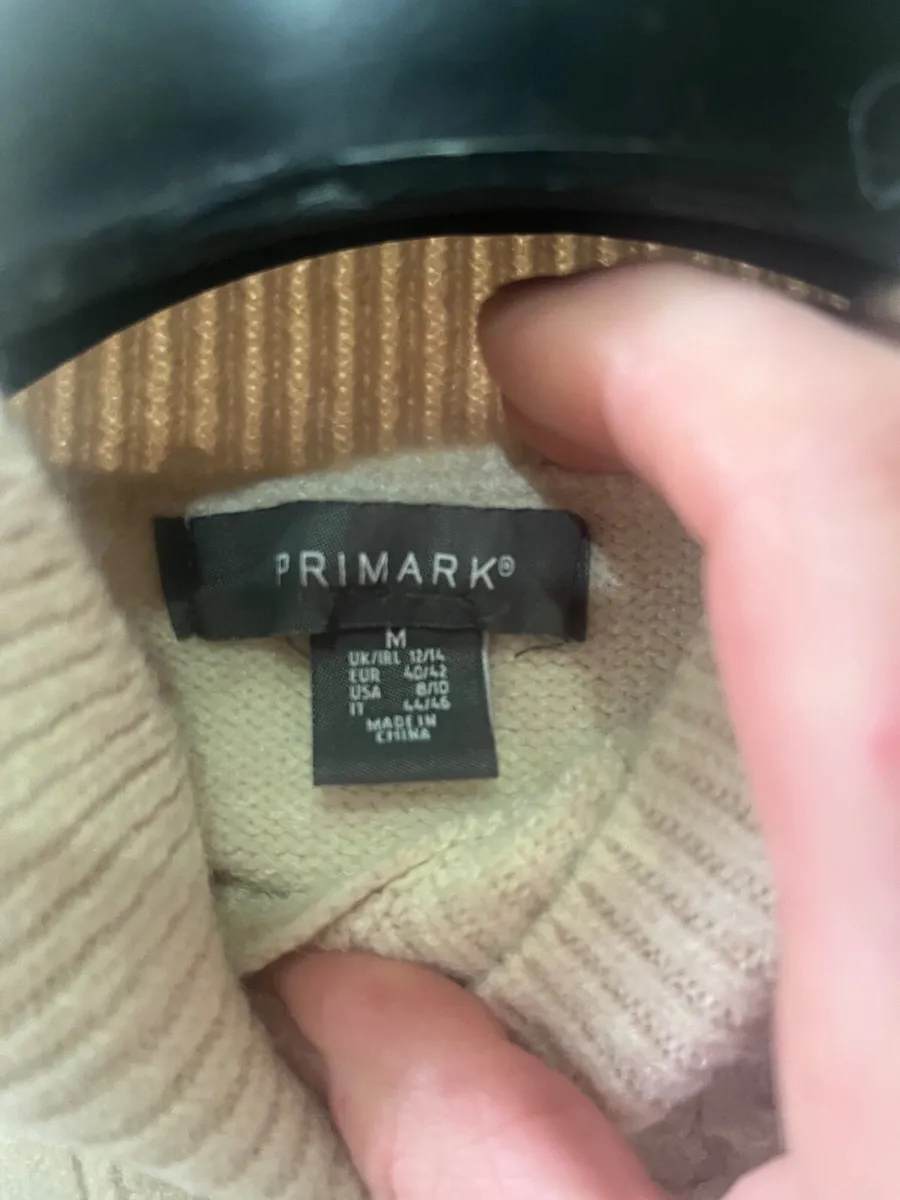 PRIMARK®
M
UK/IRL 12/14
EUR 40/42
USA 8/10
IT 44/46
MADE IN
CHINA